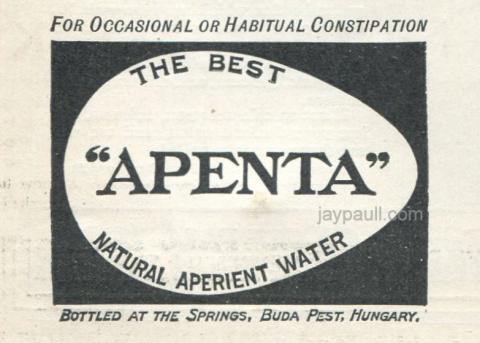 FOR OCCASIONAL OR HABITUAL CONSTIPATION
THE BEST
"APENTA"
jaypaull.com
NATURAL APERIENT WATER
BOTTLED AT THE SPRINGS, BUDA PEST, HUNGARY.